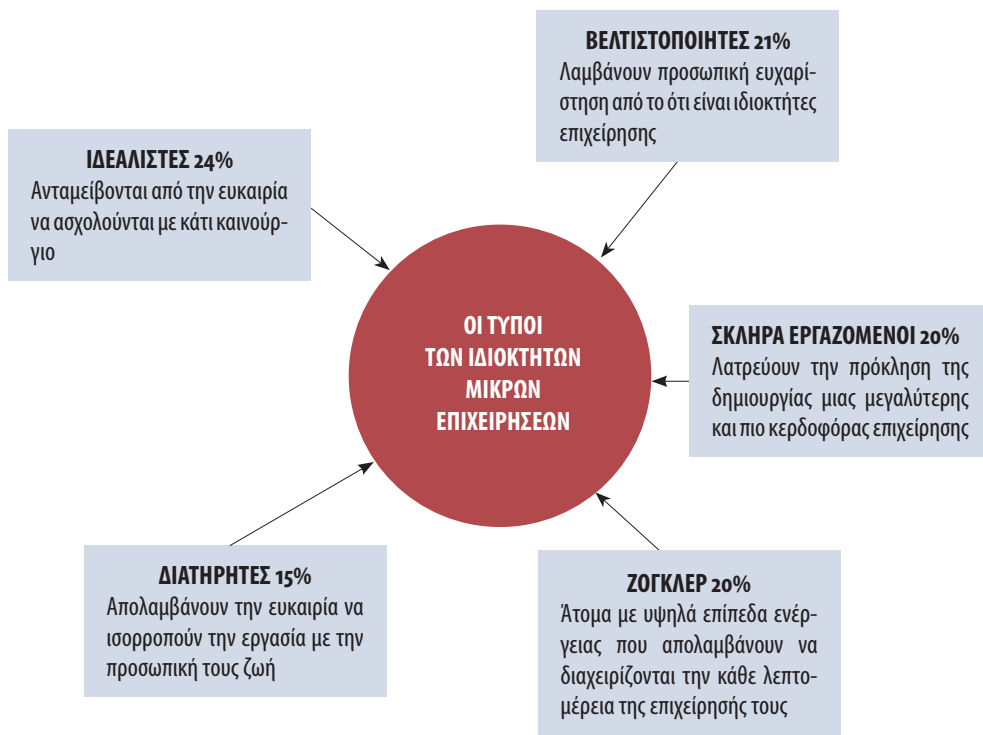 ΒΕΛΤΙΣΤΟΠΟΙΗΤΕΣ 21%
Λαμβάνουν προσωπική ευχαρί-
στηση από το ότι είναι ιδιοκτήτες
επιχείρησης
ΙΔΕΑΛΙΣΤΕΣ 24%
Ανταμείβονται από την ευκαιρία
να ασχολούνται με κάτι καινούρ-
γιο
ΟΙ ΤΥΠΟΙ
ΤΩΝ ΙΔΙΟΚΤΗΤΩΝ
ΜΙΚΡΩΝ
ΕΠΙΧΕΙΡΗΣΕΩΝ
ΣΚΛΗΡΑ ΕΡΓΑΖΟΜΕΝΟΙ 20%
Λατρεύουν την πρόκληση της
δημιουργίας μιας μεγαλύτερης
και πιο κερδοφόρας επιχείρησης
ΔΙΑΤΗΡΗΤΕΣ 15%
Απολαμβάνουν την ευκαιρία να
ισορροπούν την εργασία με την
προσωπική τους ζωή
ΖΟΓΚΛΕΡ 20%
Άτομα με υψηλά επίπεδα ενέρ-
γειας που απολαμβάνουν να
διαχειρίζονται την κάθε λεπτο-
μέρεια της επιχείρησής τους